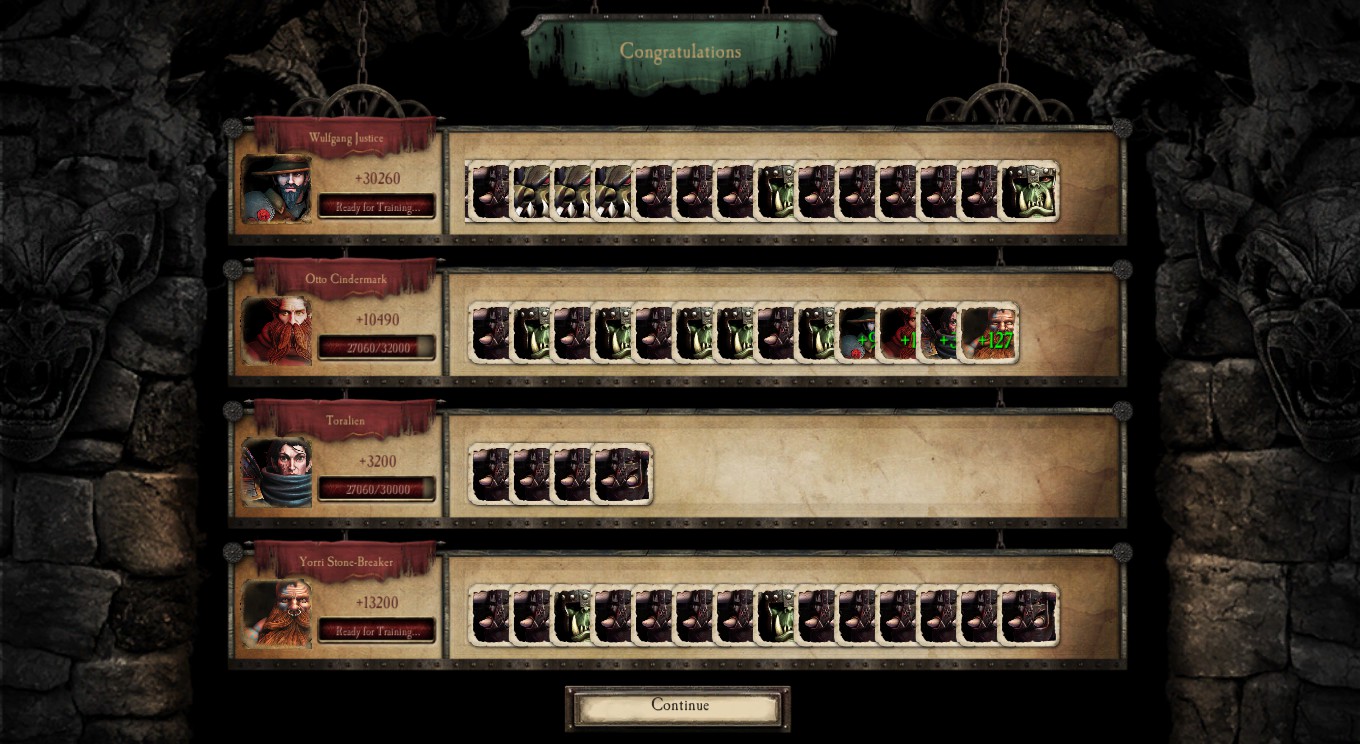 Congratulations
Wulfgang Justice
+30260
Ready for Training...
Otto Cindermark
+10490
27060/32000
+127
Toralien
+3200
27060/30000
Yorri Stone-Breaker
+13200
Ready for Training...
Continue